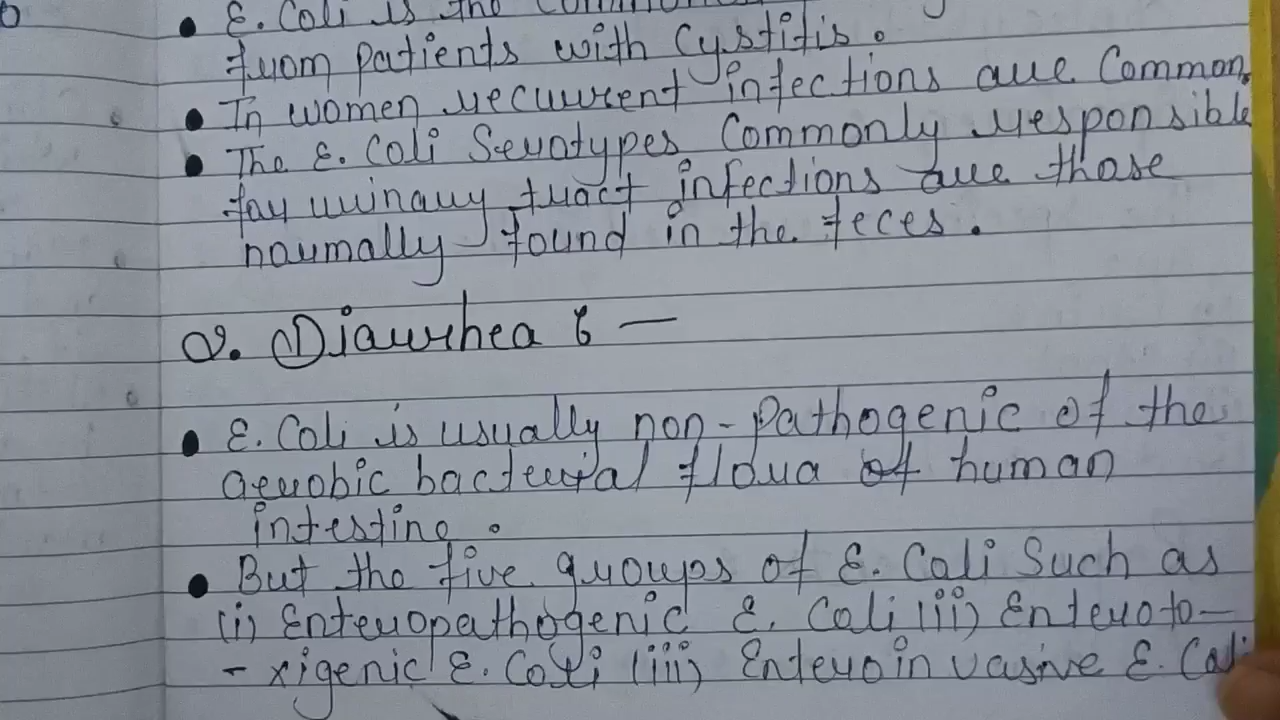 • E. Coli is the common
from patients with Cystitis.
• In women recurrent infections are Common.
• The E. Coli Serotypes Commonly responsible
for urinary tract infections are those
normally found in the feces.
2. Diarrhea :-
• E. Coli is usually non-Pathogenic of the
aerobic bacterial flora of human
intestine.
• But the five groups of E. Coli Such as
(i) Enteropathogenic E. Coli (ii) Enteroto-
- xigenic E. Coli (iii) Enteroinvasive E. Coli